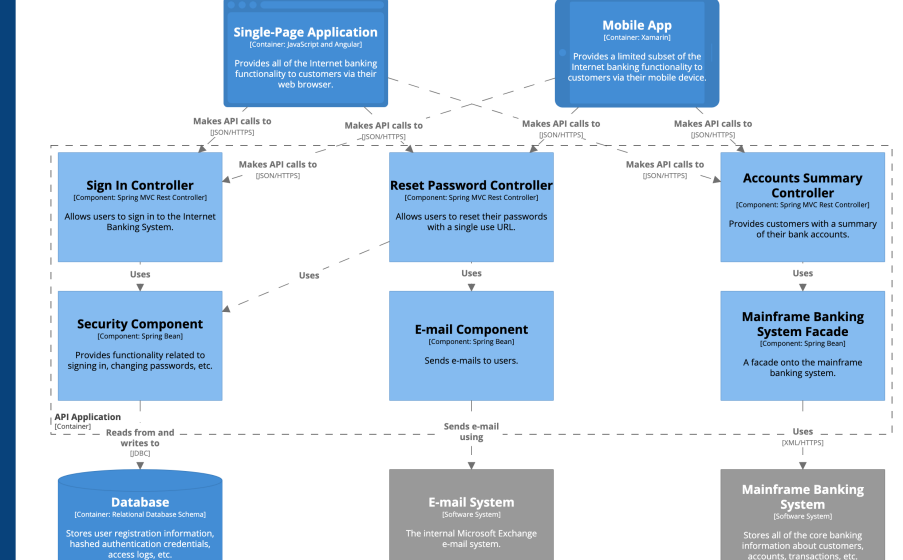 Single-Page Application
[Container: JavaScript and Angular]
Provides all of the Internet banking
functionality to customers via their
web browser.
Mobile App
[Container: Xamarin]
Provides a limited subset of the
Internet banking functionality to
customers via their mobile device.
Makes API calls to
[JSON/HTTPS]
Makes API calls to
[JSON/HTTPS]
Makes API calls to
[JSON/HTTPS]
Makes API calls to
[JSON/HTTPS]
Makes API calls to
[JSON/HTTPS]
Makes API calls to
[JSON/HTTPS]
Sign In Controller
[Component: Spring MVC Rest Controller]
Allows users to sign in to the Internet
Banking System.
Reset Password Controller
[Component: Spring MVC Rest Controller]
Allows users to reset their passwords
with a single use URL.
Accounts Summary
Controller
[Component: Spring MVC Rest Controller]
Provides customers with a summary
of their bank accounts.
Uses
Uses
Uses
Uses
Security Component
[Component: Spring Bean]
Provides functionality related to
signing in, changing passwords, etc.
E-mail Component
[Component: Spring Bean]
Sends e-mails to users.
Mainframe Banking
System Facade
[Component: Spring Bean]
A facade onto the mainframe
banking system.
API Application
[Container]
Reads from and
writes to
[JDBC]
Sends e-mail
using
Uses
[XML/HTTPS]
Database
[Container: Relational Database Schema]
Stores user registration information,
hashed authentication credentials,
access logs, etc.
E-mail System
[Software System]
The internal Microsoft Exchange
e-mail system.
Mainframe Banking
System
[Software System]
Stores all of the core banking
information about customers,
accounts, transactions, etc.